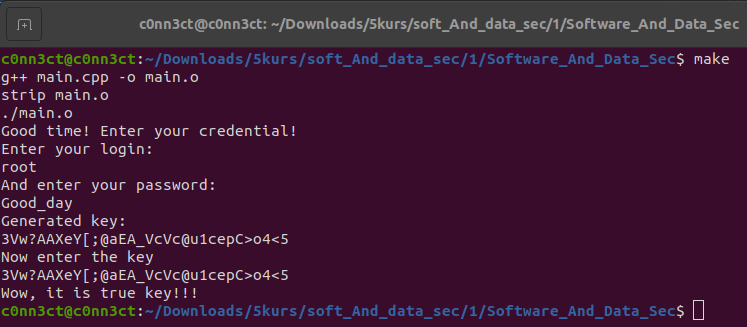 c0nn3ct@c0nn3ct: ~/Downloads/5kurs/soft_And_data_sec/1/Software_And_Data_Sec
c0nn3ct@c0nn3ct:~/Downloads/5kurs/soft_And_data_sec/1/Software_And_Data_Sec$ make
g++ main.cpp -o main.o
strip main.o
./main.o
Good time! Enter your credential!
Enter your login:
root
And enter your password:
Good_day
Generated key:
3Vw?AAXeY[;@aEA_VcVc@u1cepC>o4<5
Now enter the key
3Vw?AAXeY[;@aEA_VcVc@u1cepC>o4<5
Wow, it is true key!!!
c0nn3ct@c0nn3ct:~/Downloads/5kurs/soft_And_data_sec/1/Software_And_Data_Sec$